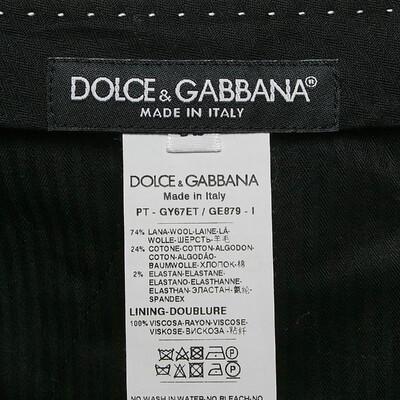 DOLCE & GABBANA®
MADE IN ITALY
DOLCE & GABBANA
Made in Italy
PT - GY67ET / GE879 - I
74% LANA-WOOL-LAINE-LÃ-
WOLLE-ШЕРСТЬ-羊毛
24% COTONE-COTTON-ALGODON-
COTON-ALGODÃO-
BAUMWOLLE-ХЛОПОК-棉
2% ELASTAN-ELASTANE-
ELASTANO-ELASTHANNE-
ELASTHAN-ЭЛАСТАН-氨纶-
SPANDEX
LINING-DOUBLURE
100% VISCOSA-RAYON-VISCOSE-
VISKOSE-ВИСКОЗА-粘纤
NO WASH IN WATER-NO BLEACH-NO